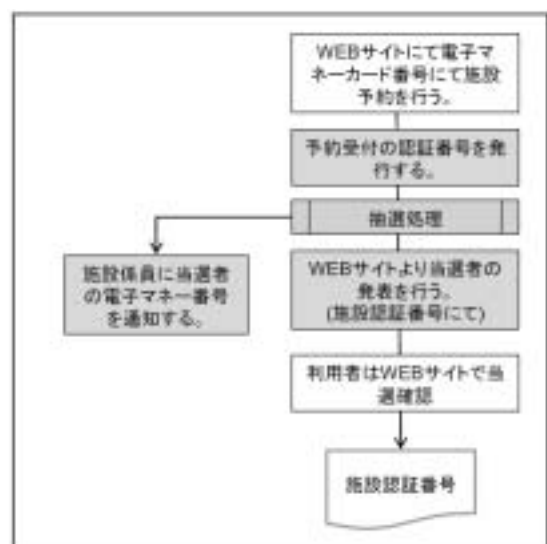 WEBサイトにて電子マ
ネーカード番号にて施設
予約を行う。
予約受付の認証番号を発
行する。
抽選処理
施設係員に当選者
の電子マネー番号
を通知する。
WEBサイトより当選者の
発表を行う。
(施設認証番号にて)
利用者はWEBサイトで当
選確認
施設認証番号